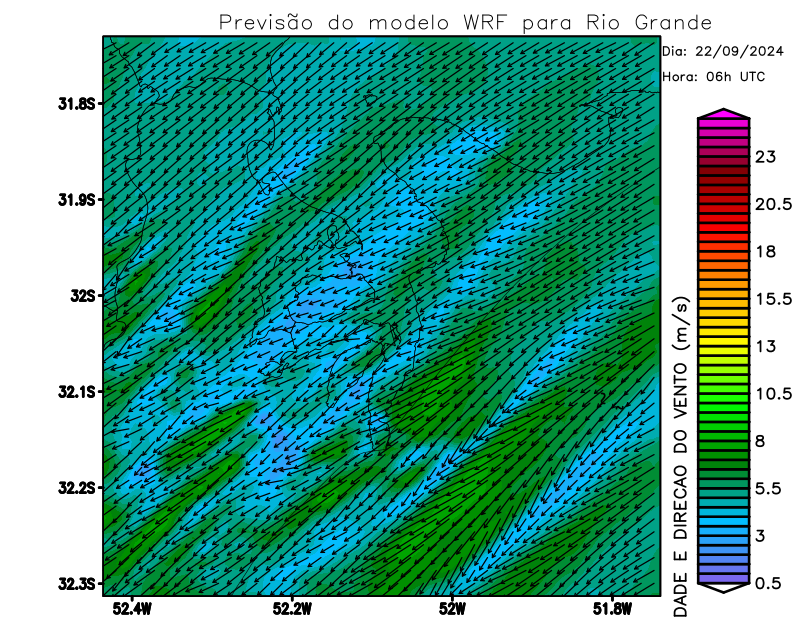 Previsão do modelo WRF para Rio Grande
Dia: 22/09/2024
Hora: 06h UTC
31.8S
31.9S
32S
32.1S
32.2S
32.3S
52.4W
52.2W
52W
51.8W
23
20.5
18
15.5
13
10.5
8
5.5
3
0.5
DADE E DIRECAO DO VENTO (m/s)